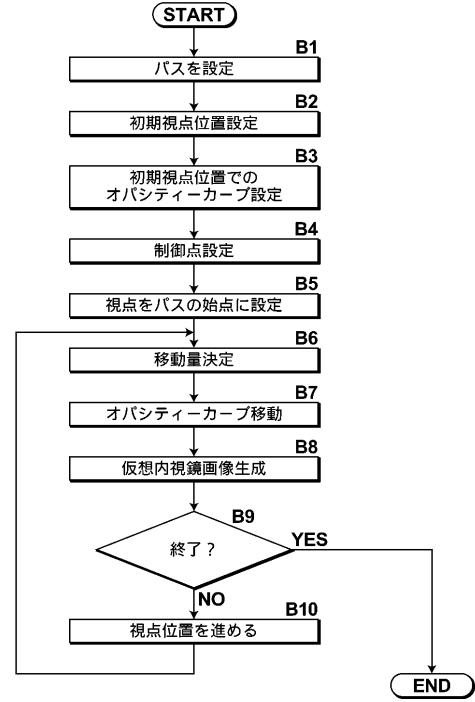 START
B1
パスを設定
B2
初期視点位置設定
B3
初期視点位置での
オパシティーカーブ設定
B4
制御点設定
B5
視点をパスの始点に設定
B6
移動量決定
B7
オパシティーカーブ移動
B8
仮想内視鏡画像生成
B9
終了？
YES
NO
B10
視点位置を進める
END